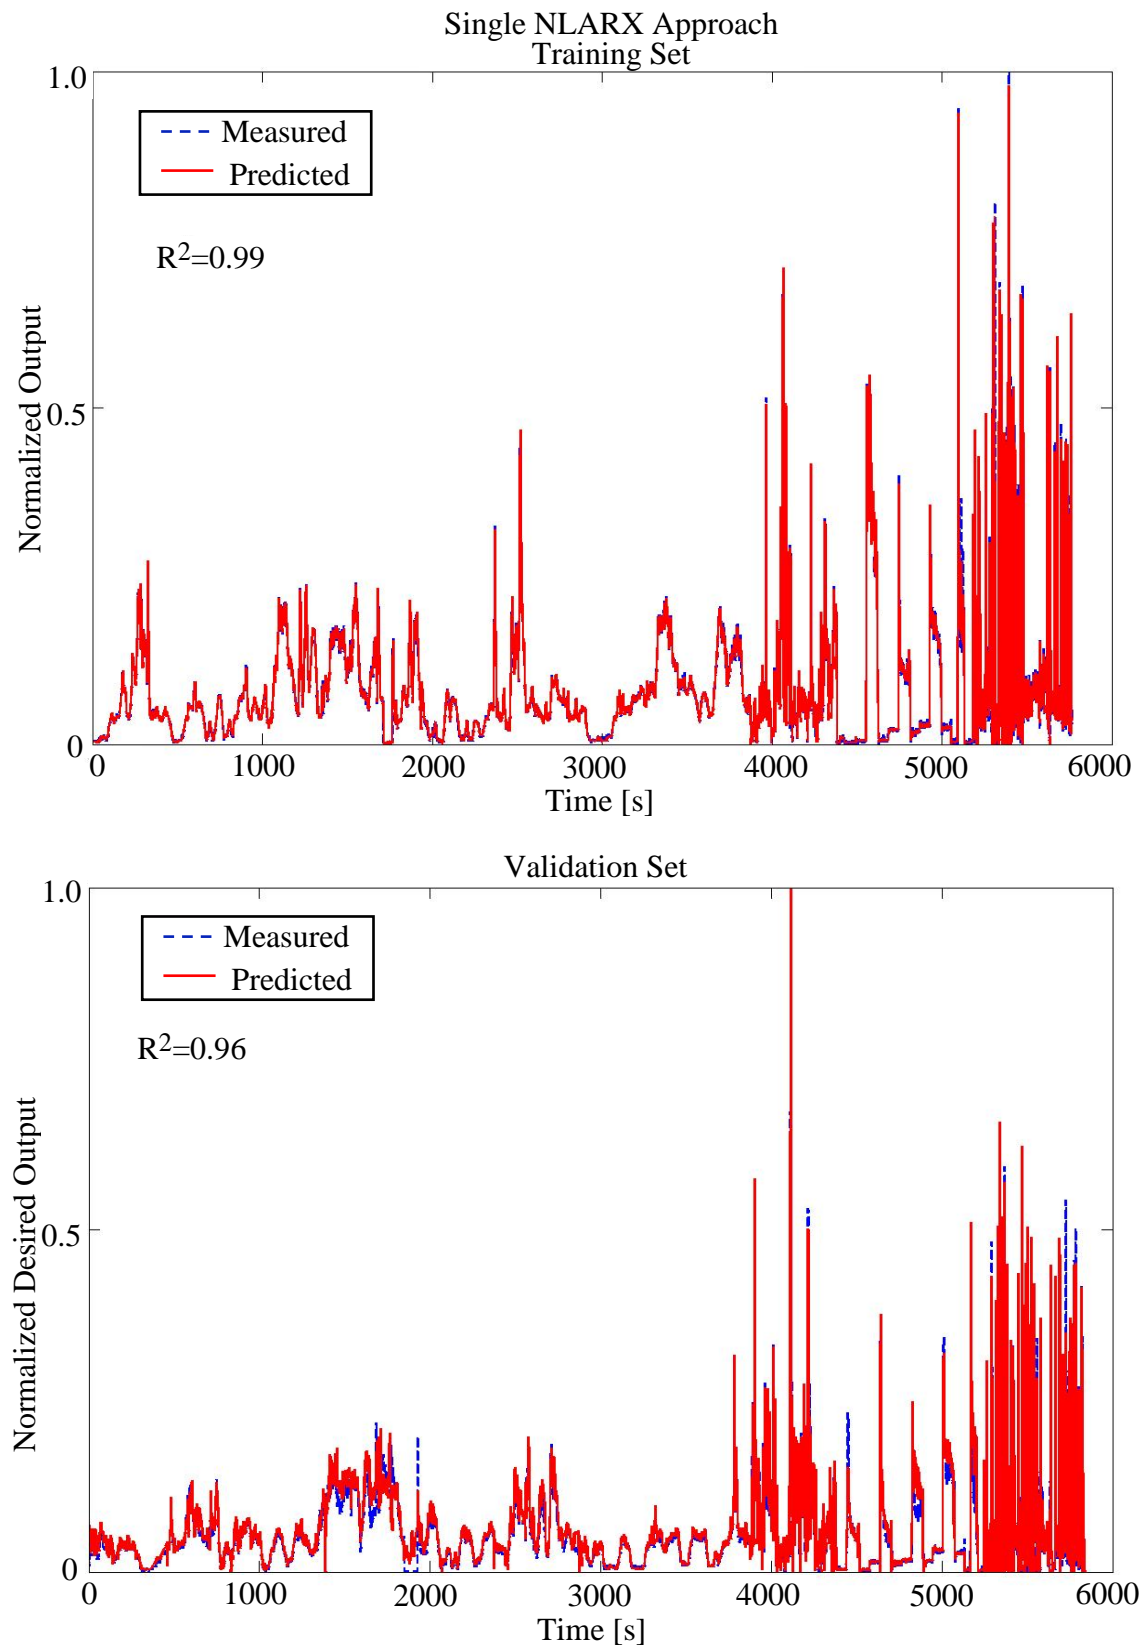 Single NLARX Approach
Training Set
1.0
Measured
Predicted
R²=0.99
Normalized Output
0.5
0
0 1000 2000 3000 4000 5000 6000
Time [s]
Validation Set
1.0
Measured
Predicted
R²=0.96
Normalized Desired Output
0.5
0
0 1000 2000 3000 4000 5000 6000
Time [s]